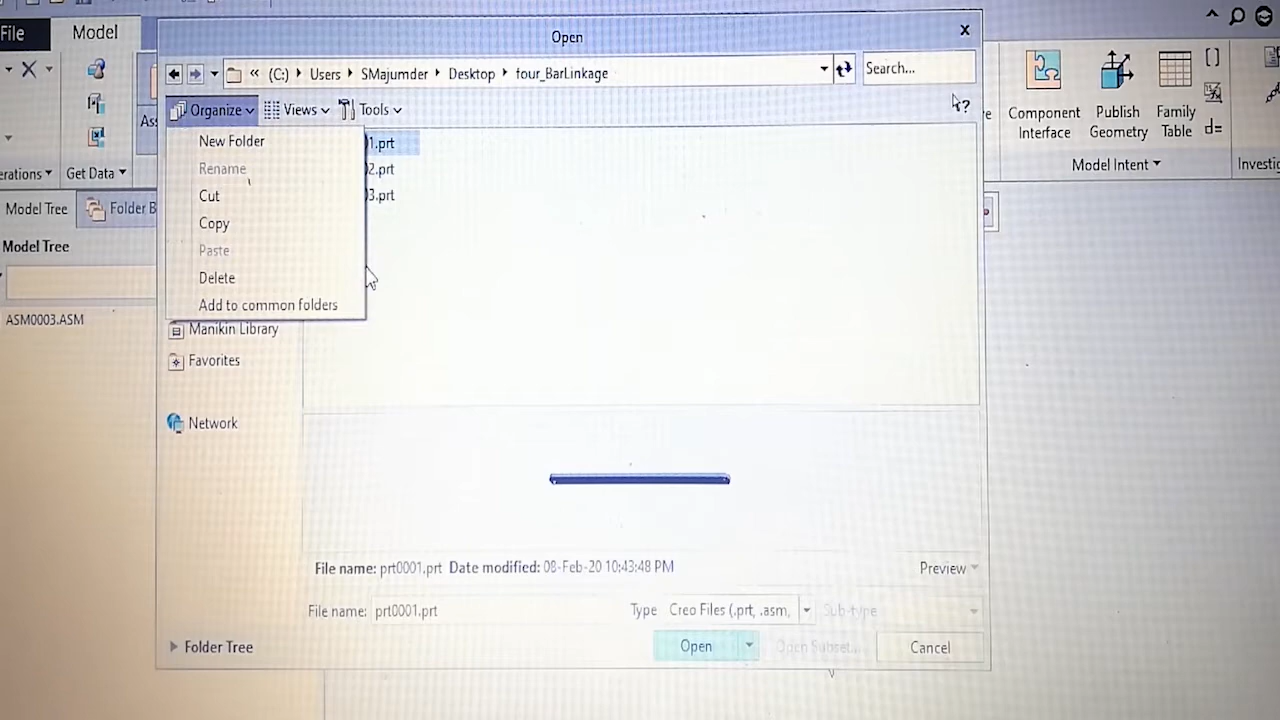 File
Model
Open
« (C:) Users SMajumder Desktop four_BarLinkage
Search...
Organize Views Tools
?
New Folder
Rename
Cut
Copy
Paste
Delete
Add to common folders
1.prt
2.prt
3.prt
Manikin Library
Favorites
Network
File name: prt0001.prt Date modified: 08-Feb-20 10:43:48 PM
Preview
File name: prt0001.prt
Type Creo Files (.prt, .asm,
Sub-type
Folder Tree
Open
Open Subset...
Cancel
erations
Get Data
Model Tree
Folder B
Model Tree
ASM0003.ASM
Component
Interface
Publish
Geometry
Family
Table
[ ]
d=
Model Intent
Investig